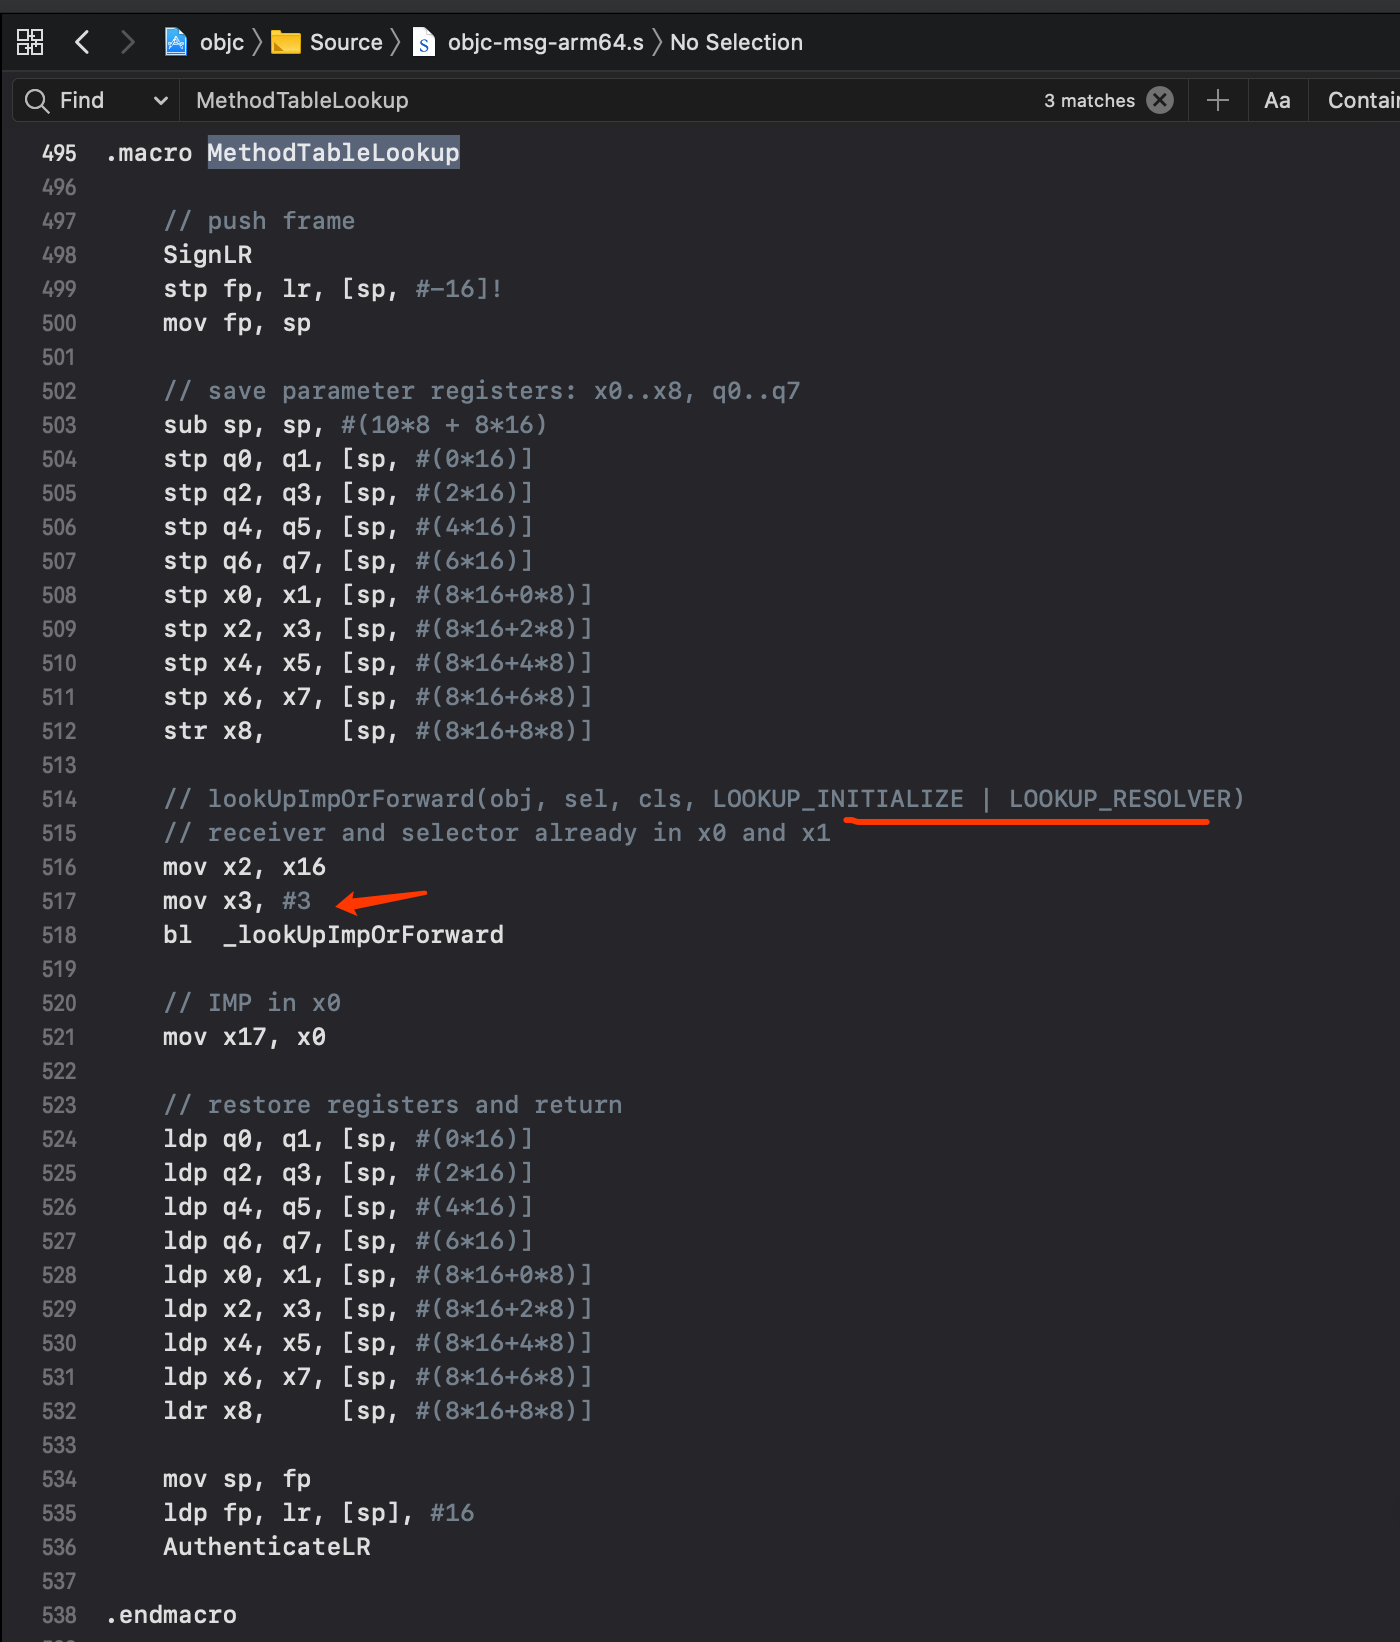 objc Source objc-msg-arm64.s No Selection
Find MethodTableLookup 3 matches Aa
495 .macro MethodTableLookup
496
497 // push frame
498 SignLR
499 stp fp, lr, [sp, #-16]!
500 mov fp, sp
501
502 // save parameter registers: x0..x8, q0..q7
503 sub sp, sp, #(10*8 + 8*16)
504 stp q0, q1, [sp, #(0*16)]
505 stp q2, q3, [sp, #(2*16)]
506 stp q4, q5, [sp, #(4*16)]
507 stp q6, q7, [sp, #(6*16)]
508 stp x0, x1, [sp, #(8*16+0*8)]
509 stp x2, x3, [sp, #(8*16+2*8)]
510 stp x4, x5, [sp, #(8*16+4*8)]
511 stp x6, x7, [sp, #(8*16+6*8)]
512 str x8, [sp, #(8*16+8*8)]
513
514 // lookUpImpOrForward(obj, sel, cls, LOOKUP_INITIALIZE | LOOKUP_RESOLVER)
515 // receiver and selector already in x0 and x1
516 mov x2, x16
517 mov x3, #3
518 bl _lookUpImpOrForward
519
520 // IMP in x0
521 mov x17, x0
522
523 // restore registers and return
524 ldp q0, q1, [sp, #(0*16)]
525 ldp q2, q3, [sp, #(2*16)]
526 ldp q4, q5, [sp, #(4*16)]
527 ldp q6, q7, [sp, #(6*16)]
528 ldp x0, x1, [sp, #(8*16+0*8)]
529 ldp x2, x3, [sp, #(8*16+2*8)]
530 ldp x4, x5, [sp, #(8*16+4*8)]
531 ldp x6, x7, [sp, #(8*16+6*8)]
532 ldr x8, [sp, #(8*16+8*8)]
533
534 mov sp, fp
535 ldp fp, lr, [sp], #16
536 AuthenticateLR
537
538 .endmacro